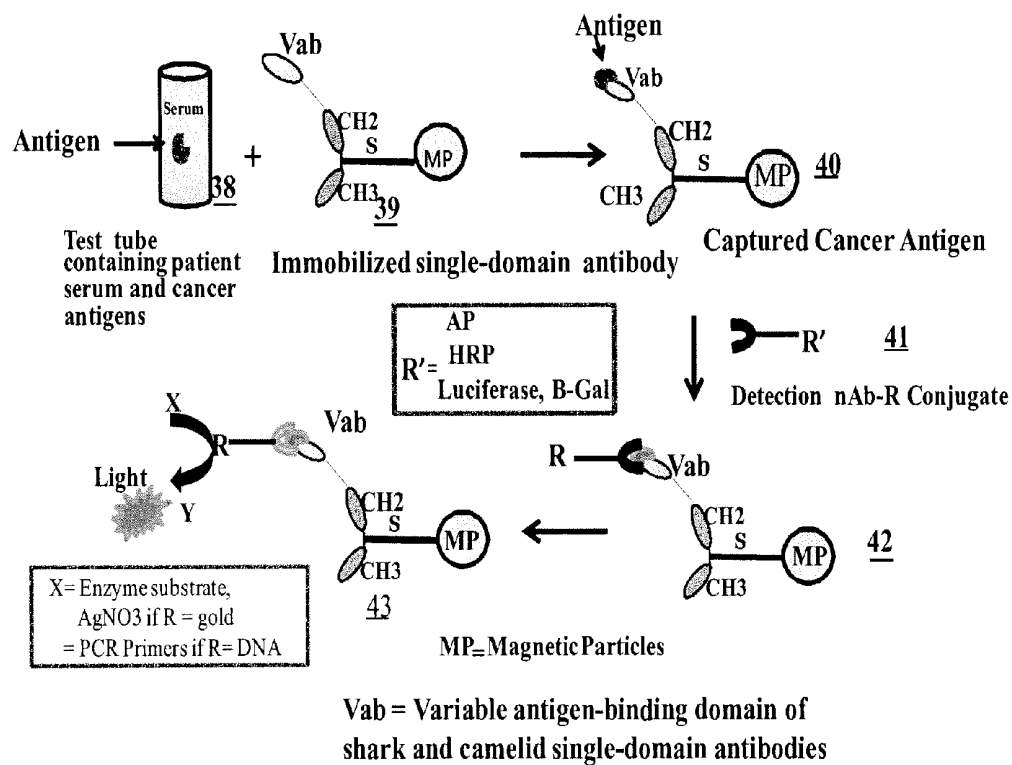 Antigen
Vab
Antigen
Vab
Serum
+
CH2
S
MP
CH3
38
39
CH2
S
MP
CH3
40
Test tube
containing patient
serum and cancer
antigens
Immobilized single-domain antibody
Captured Cancer Antigen
R'=
AP
HRP
Luciferase, B-Gal
R'
41
Detection nAb-R Conjugate
X
R
Vab
Light
Y
CH2
S
MP
CH3
43
R
Vab
CH2
S
MP
CH3
42
X= Enzyme substrate,
AgNO3 if R = gold
= PCR Primers if R= DNA
MP=Magnetic Particles
Vab = Variable antigen-binding domain of
shark and camelid single-domain antibodies